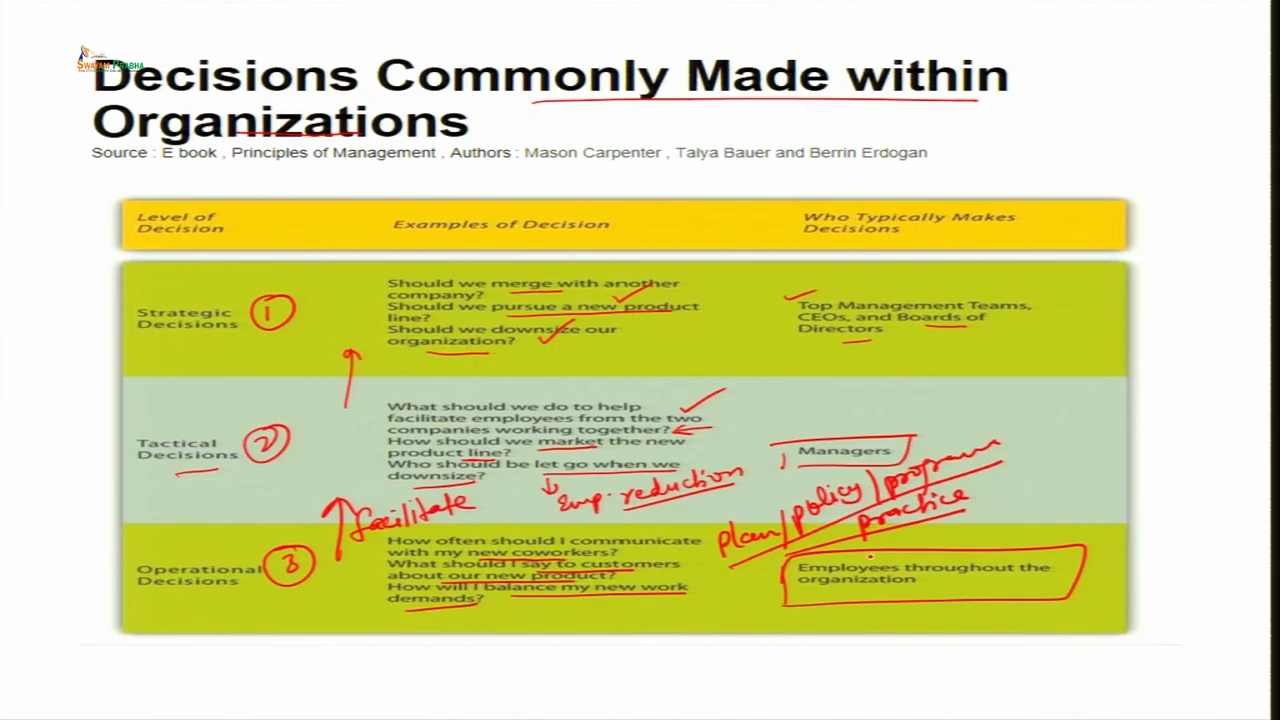 SWAYAM PRABHA
Decisions Commonly Made within
Organizations
Source : E book , Principles of Management , Authors : Mason Carpenter , Talya Bauer and Berrin Erdogan
Level of
Decision
Examples of Decision
Who Typically Makes
Decisions
Strategic
Decisions
1
Should we merge with another
company?
Should we pursue a new product
line?
Should we downsize our
organization?
Top Management Teams,
CEOs, and Boards of
Directors
Tactical
Decisions
2
What should we do to help
facilitate employees from the two
companies working together?
How should we market the new
product line?
Who should be let go when we
downsize?
Emp. reduction
Managers
facilitate
plan/policy/program
practice
Operational
Decisions
3
How often should I communicate
with my new coworkers?
What should I say to customers
about our new product?
How will I balance my new work
demands?
Employees throughout the
organization